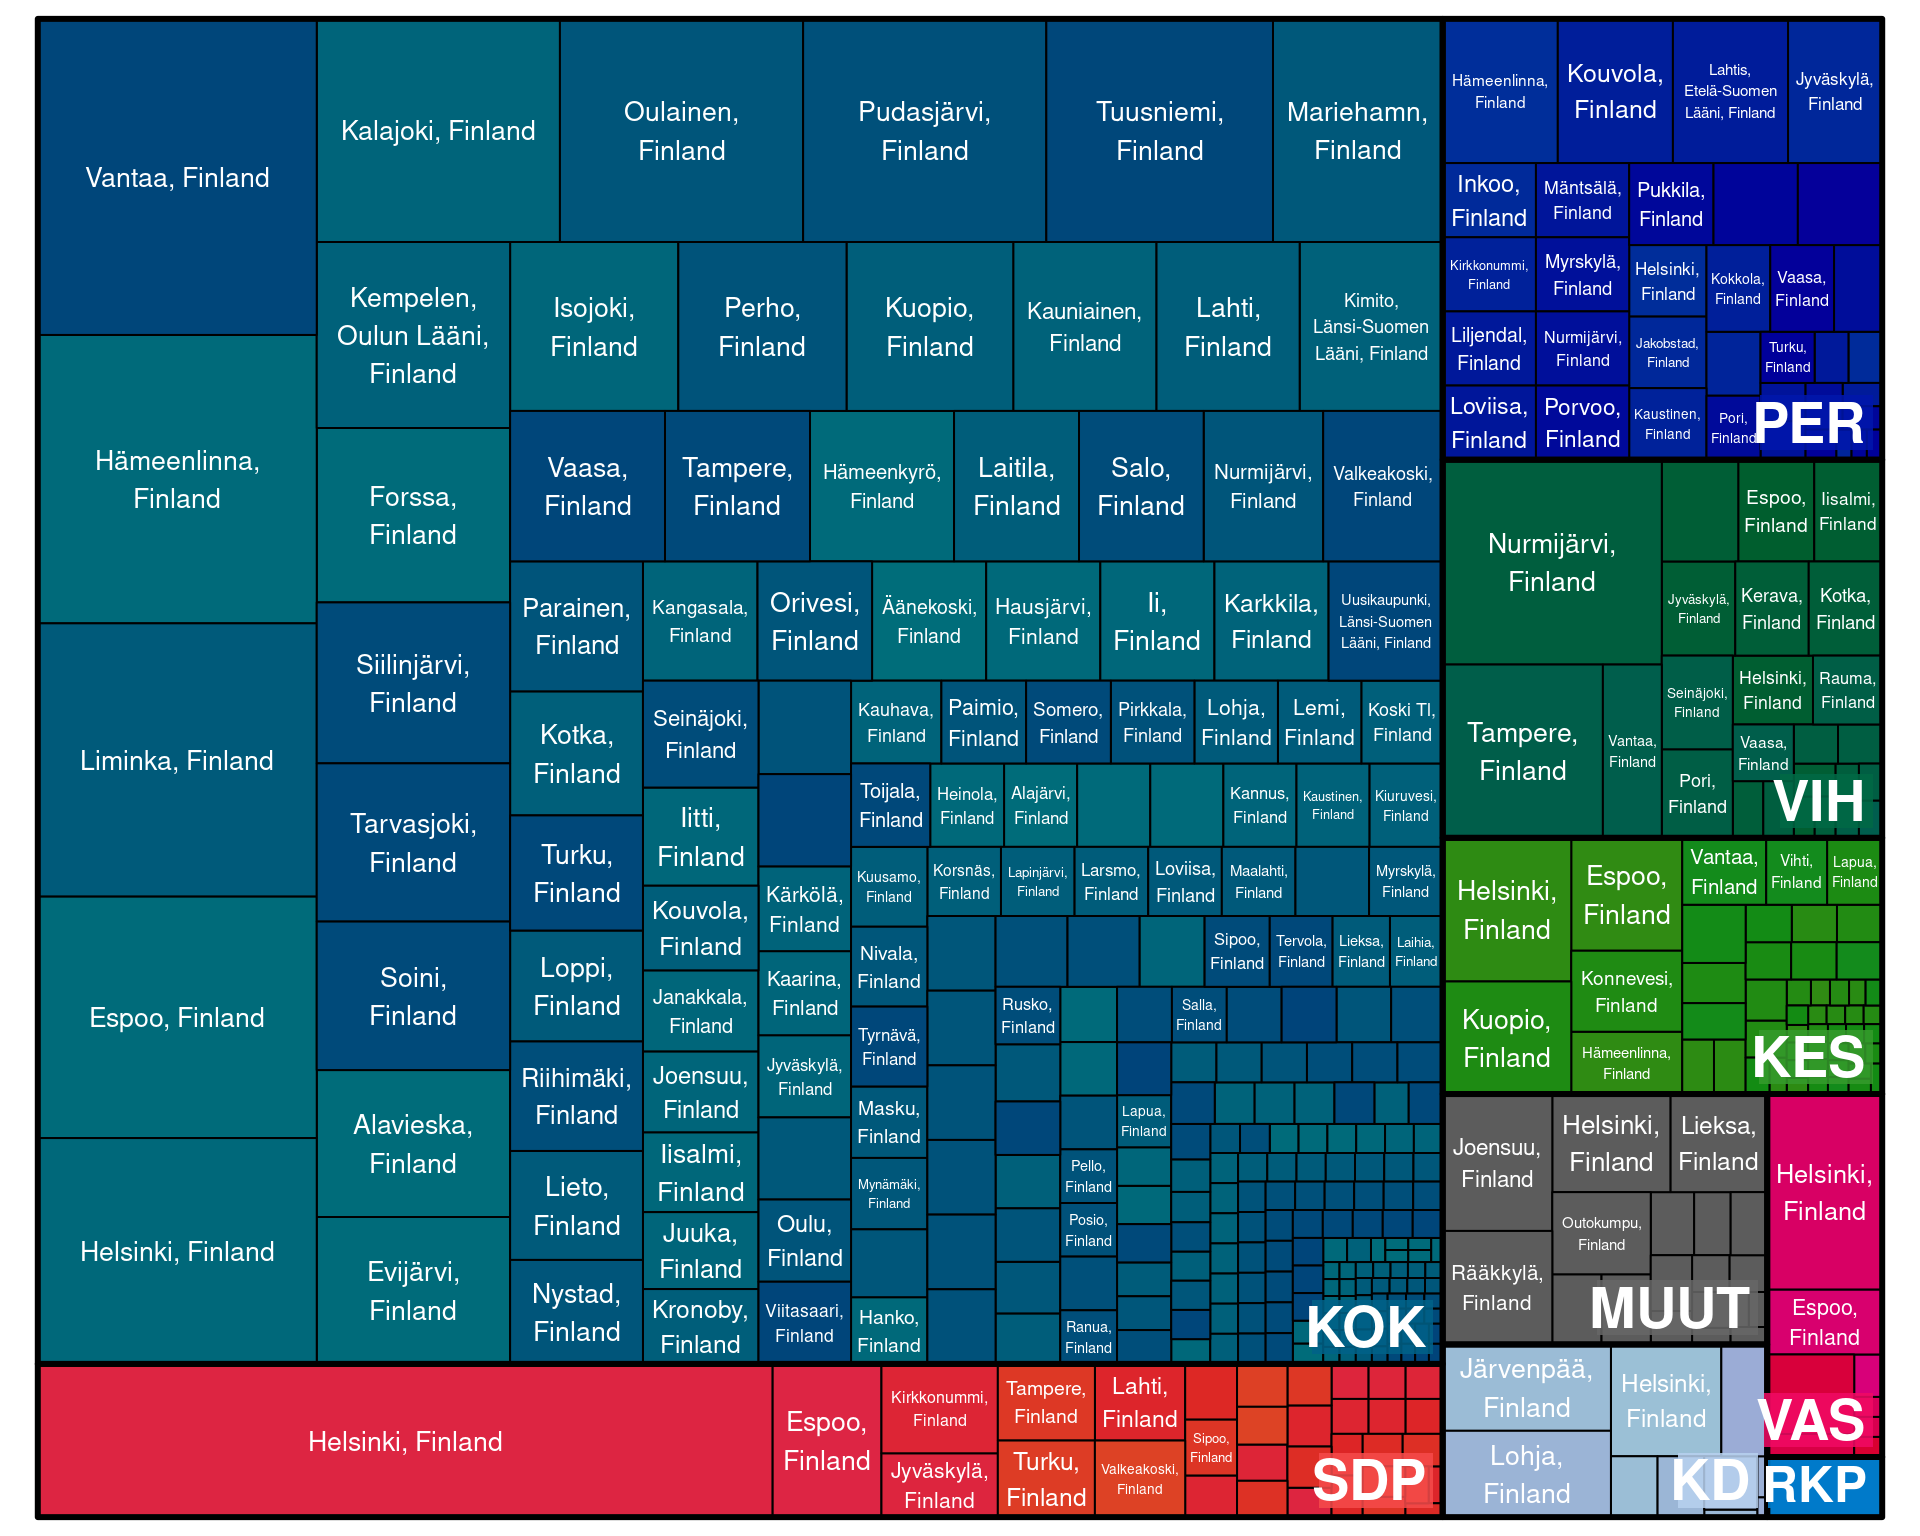 Vantaa, Finland
Hämeenlinna,
Finland
Liminka, Finland
Espoo, Finland
Helsinki, Finland
Kalajoki, Finland
Oulainen,
Finland
Pudasjärvi,
Finland
Tuusniemi,
Finland
Mariehamn,
Finland
Kempelen,
Oulun Lääni,
Finland
Forssa,
Finland
Siilinjärvi,
Finland
Tarvasjoki,
Finland
Soini,
Finland
Alavieska,
Finland
Evijärvi,
Finland
Isojoki,
Finland
Perho,
Finland
Kuopio,
Finland
Kauniainen,
Finland
Lahti,
Finland
Kimito,
Länsi-Suomen
Lääni, Finland
Vaasa,
Finland
Tampere,
Finland
Hämeenkyrö,
Finland
Laitila,
Finland
Salo,
Finland
Nurmijärvi,
Finland
Valkeakoski,
Finland
Parainen,
Finland
Kotka,
Finland
Turku,
Finland
Loppi,
Finland
Riihimäki,
Finland
Lieto,
Finland
Nystad,
Finland
Kangasala,
Finland
Orivesi,
Finland
Äänekoski,
Finland
Hausjärvi,
Finland
Ii,
Finland
Karkkila,
Finland
Uusikaupunki,
Länsi-Suomen
Lääni, Finland
Seinäjoki,
Finland
Iitti,
Finland
Kouvola,
Finland
Janakkala,
Finland
Joensuu,
Finland
Iisalmi,
Finland
Juuka,
Finland
Kronoby,
Finland
Kärkölä,
Finland
Kaarina,
Finland
Jyväskylä,
Finland
Oulu,
Finland
Viitasaari,
Finland
Kauhava,
Finland
Paimio,
Finland
Somero,
Finland
Pirkkala,
Finland
Lohja,
Finland
Lemi,
Finland
Koski Tl,
Finland
Toijala,
Finland
Heinola,
Finland
Alajärvi,
Finland
Kannus,
Finland
Kaustinen,
Finland
Kiuruvesi,
Finland
Kuusamo,
Finland
Korsnäs,
Finland
Lapinjärvi,
Finland
Larsmo,
Finland
Loviisa,
Finland
Maalahti,
Finland
Myrskylä,
Finland
Nivala,
Finland
Tyrnävä,
Finland
Masku,
Finland
Mynämäki,
Finland
Hanko,
Finland
Sipoo,
Finland
Tervola,
Finland
Lieksa,
Finland
Laihia,
Finland
Rusko,
Finland
Salla,
Finland
Lapua,
Finland
Pello,
Finland
Posio,
Finland
Ranua,
Finland
KOK
Helsinki, Finland
Espoo,
Finland
Kirkkonummi,
Finland
Jyväskylä,
Finland
Tampere,
Finland
Turku,
Finland
Lahti,
Finland
Valkeakoski,
Finland
Sipoo,
Finland
SDP
Hämeenlinna,
Finland
Kouvola,
Finland
Lahtis,
Etelä-Suomen
Lääni, Finland
Jyväskylä,
Finland
Inkoo,
Finland
Mäntsälä,
Finland
Pukkila,
Finland
Kirkkonummi,
Finland
Myrskylä,
Finland
Helsinki,
Finland
Kokkola,
Finland
Vaasa,
Finland
Liljendal,
Finland
Nurmijärvi,
Finland
Jakobstad,
Finland
Turku,
Finland
Loviisa,
Finland
Porvoo,
Finland
Kaustinen,
Finland
Pori,
Finland
PER
Nurmijärvi,
Finland
Tampere,
Finland
Vantaa,
Finland
Espoo,
Finland
Iisalmi,
Finland
Jyväskylä,
Finland
Kerava,
Finland
Kotka,
Finland
Seinäjoki,
Finland
Helsinki,
Finland
Rauma,
Finland
Pori,
Finland
Vaasa,
Finland
VIH
Helsinki,
Finland
Kuopio,
Finland
Espoo,
Finland
Konnevesi,
Finland
Hämeenlinna,
Finland
Vantaa,
Finland
Vihti,
Finland
Lapua,
Finland
KES
Joensuu,
Finland
Rääkkylä,
Finland
Helsinki,
Finland
Lieksa,
Finland
Outokumpu,
Finland
MUUT
Helsinki,
Finland
Espoo,
Finland
VAS
Järvenpää,
Finland
Lohja,
Finland
Helsinki,
Finland
KD
RKP